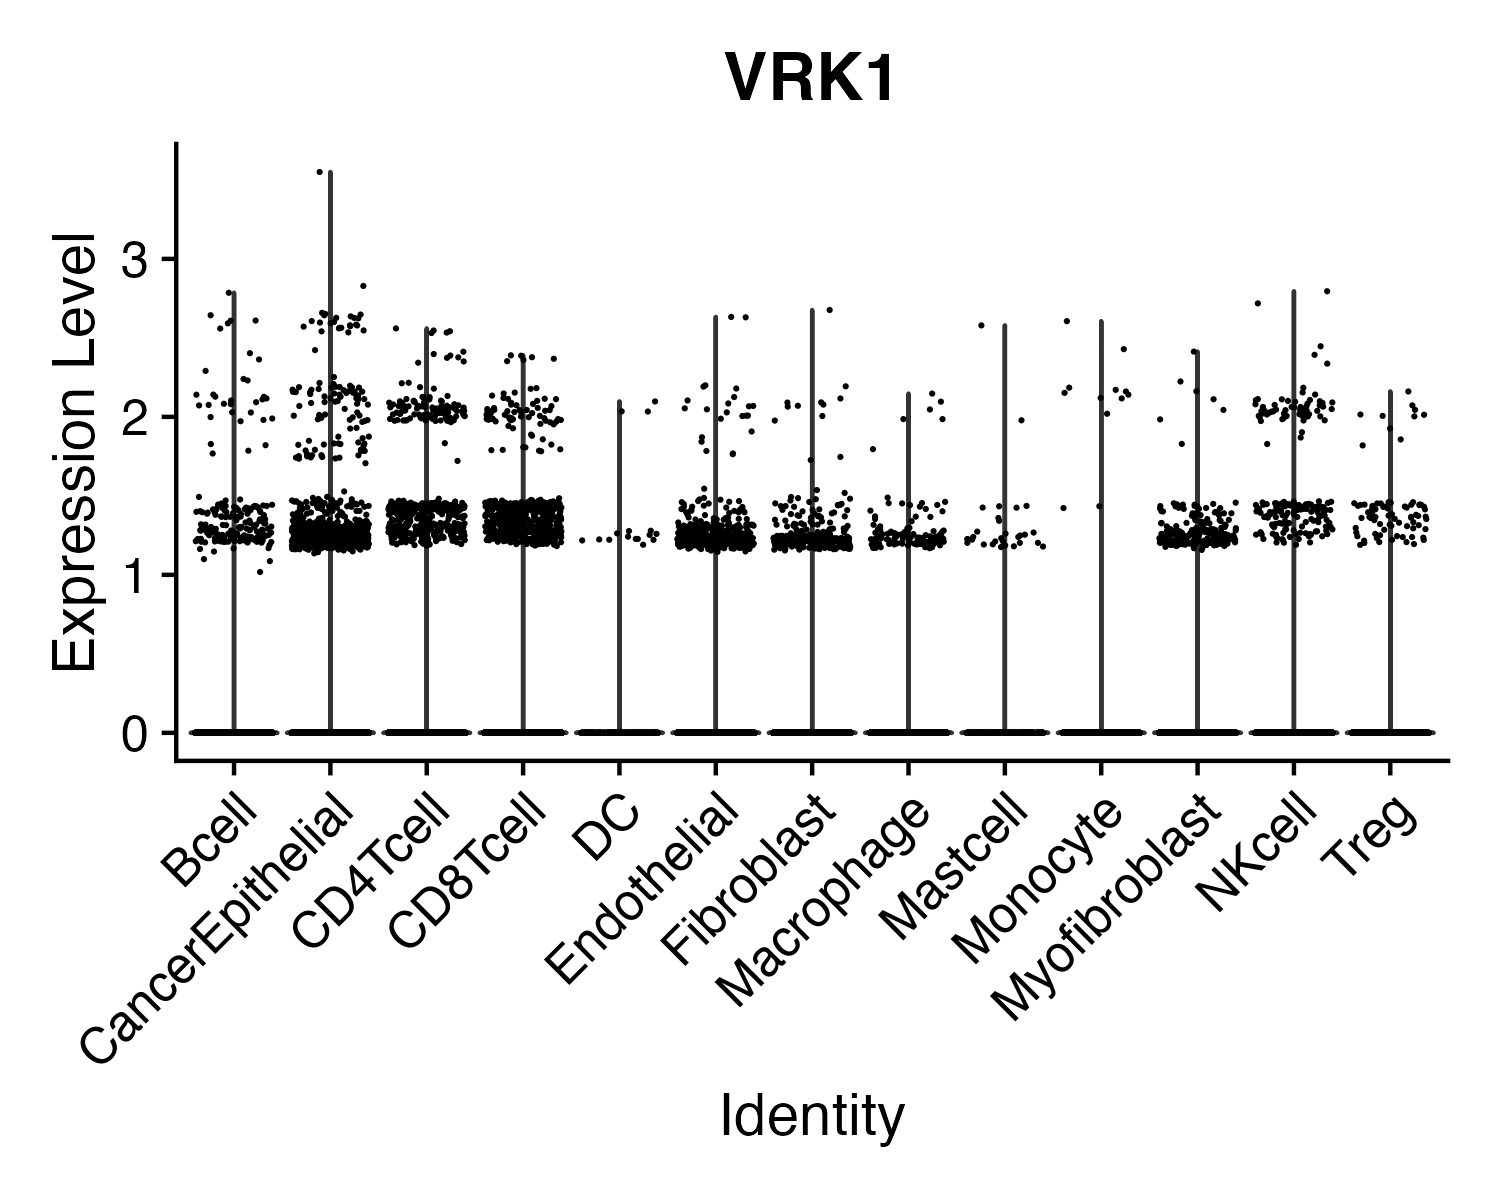 VRK1
Expression Level
3
2
1
0
Bcell
CancerEpithelial
CD4Tcell
CD8Tcell
DC
Endothelial
Fibroblast
Macrophage
Mastcell
Monocyte
Myofibroblast
NKcell
Treg
Identity